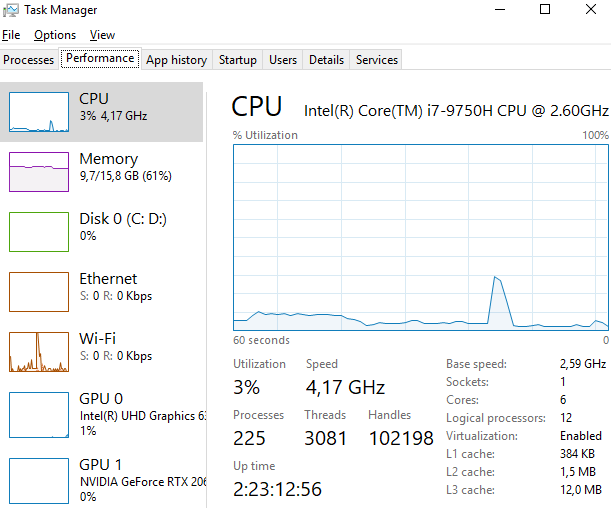 Task Manager
File Options View
Processes Performance App history Startup Users Details Services
CPU
3% 4,17 GHz
Memory
9,7/15,8 GB (61%)
Disk 0 (C: D:)
0%
Ethernet
S: 0 R: 0 Kbps
Wi-Fi
S: 0 R: 0 Kbps
GPU 0
Intel(R) UHD Graphics 63
1%
GPU 1
NVIDIA GeForce RTX 206
0%
CPU Intel(R) Core(TM) i7-9750H CPU @ 2.60GHz
% Utilization 100%
60 seconds 0
Utilization Speed
3% 4,17 GHz
Processes Threads Handles
225 3081 102198
Up time
2:23:12:56
Base speed: 2,59 GHz
Sockets: 1
Cores: 6
Logical processors: 12
Virtualization: Enabled
L1 cache: 384 KB
L2 cache: 1,5 MB
L3 cache: 12,0 MB